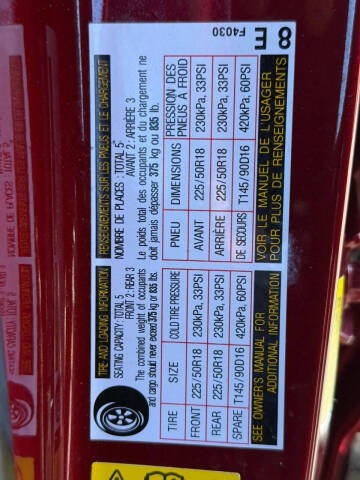 TIRE AND LOADING INFORMATION
SEATING CAPACITY: TOTAL 5
FRONT 2: REAR 3
The combined weight of occupants
and cargo should never exceed 375 kg or 835 lb.
TIRE SIZE COLD TIRE PRESSURE
FRONT 225/50R18 230kPa, 33PSI
REAR 225/50R18 230kPa, 33PSI
SPARE T145/90D16 420kPa, 60PSI
SEE OWNER'S MANUAL FOR
ADDITIONAL INFORMATION
RENSEIGNEMENTS SUR LES PNEUS ET LE CHARGEMENT
NOMBRE DE PLACES : TOTAL 5
AVANT 2 : ARRIÈRE 3
Le poids total des occupants et du chargement ne
doit jamais dépasser 375 kg ou 835 lb.
PNEU DIMENSIONS PRESSION DES
PNEUS À FROID
AVANT 225/50R18 230kPa, 33PSI
ARRIÈRE 225/50R18 230kPa, 33PSI
DE SECOURS T145/90D16 420kPa, 60PSI
VOIR LE MANUEL DE L'USAGER
POUR PLUS DE RENSEIGNEMENTS
F4030
8
E